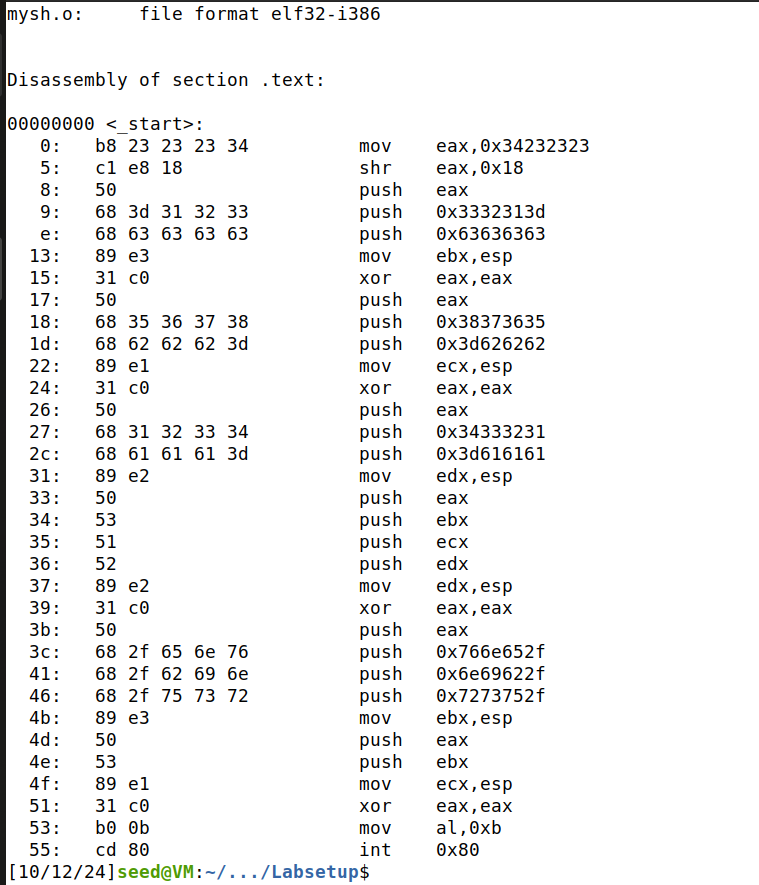 mysh.o:     file format elf32-i386
Disassembly of section .text:
00000000 <_start>:
   0:   b8 23 23 23 34          mov    eax,0x34232323
   5:   c1 e8 18                shr    eax,0x18
   8:   50                      push   eax
   9:   68 3d 31 32 33          push   0x3332313d
   e:   68 63 63 63 63          push   0x63636363
  13:   89 e3                   mov    ebx,esp
  15:   31 c0                   xor    eax,eax
  17:   50                      push   eax
  18:   68 35 36 37 38          push   0x38373635
  1d:   68 62 62 62 3d          push   0x3d626262
  22:   89 e1                   mov    ecx,esp
  24:   31 c0                   xor    eax,eax
  26:   50                      push   eax
  27:   68 31 32 33 34          push   0x34333231
  2c:   68 61 61 61 3d          push   0x3d616161
  31:   89 e2                   mov    edx,esp
  33:   50                      push   eax
  34:   53                      push   ebx
  35:   51                      push   ecx
  36:   52                      push   edx
  37:   89 e2                   mov    edx,esp
  39:   31 c0                   xor    eax,eax
  3b:   50                      push   eax
  3c:   68 2f 65 6e 76          push   0x766e652f
  41:   68 2f 62 69 6e          push   0x6e69622f
  46:   68 2f 75 73 72          push   0x7273752f
  4b:   89 e3                   mov    ebx,esp
  4d:   50                      push   eax
  4e:   53                      push   ebx
  4f:   89 e1                   mov    ecx,esp
  51:   31 c0                   xor    eax,eax
  53:   b0 0b                   mov    al,0xb
  55:   cd 80                   int    0x80
[10/12/24]seed@VM:~/.../Labsetup$